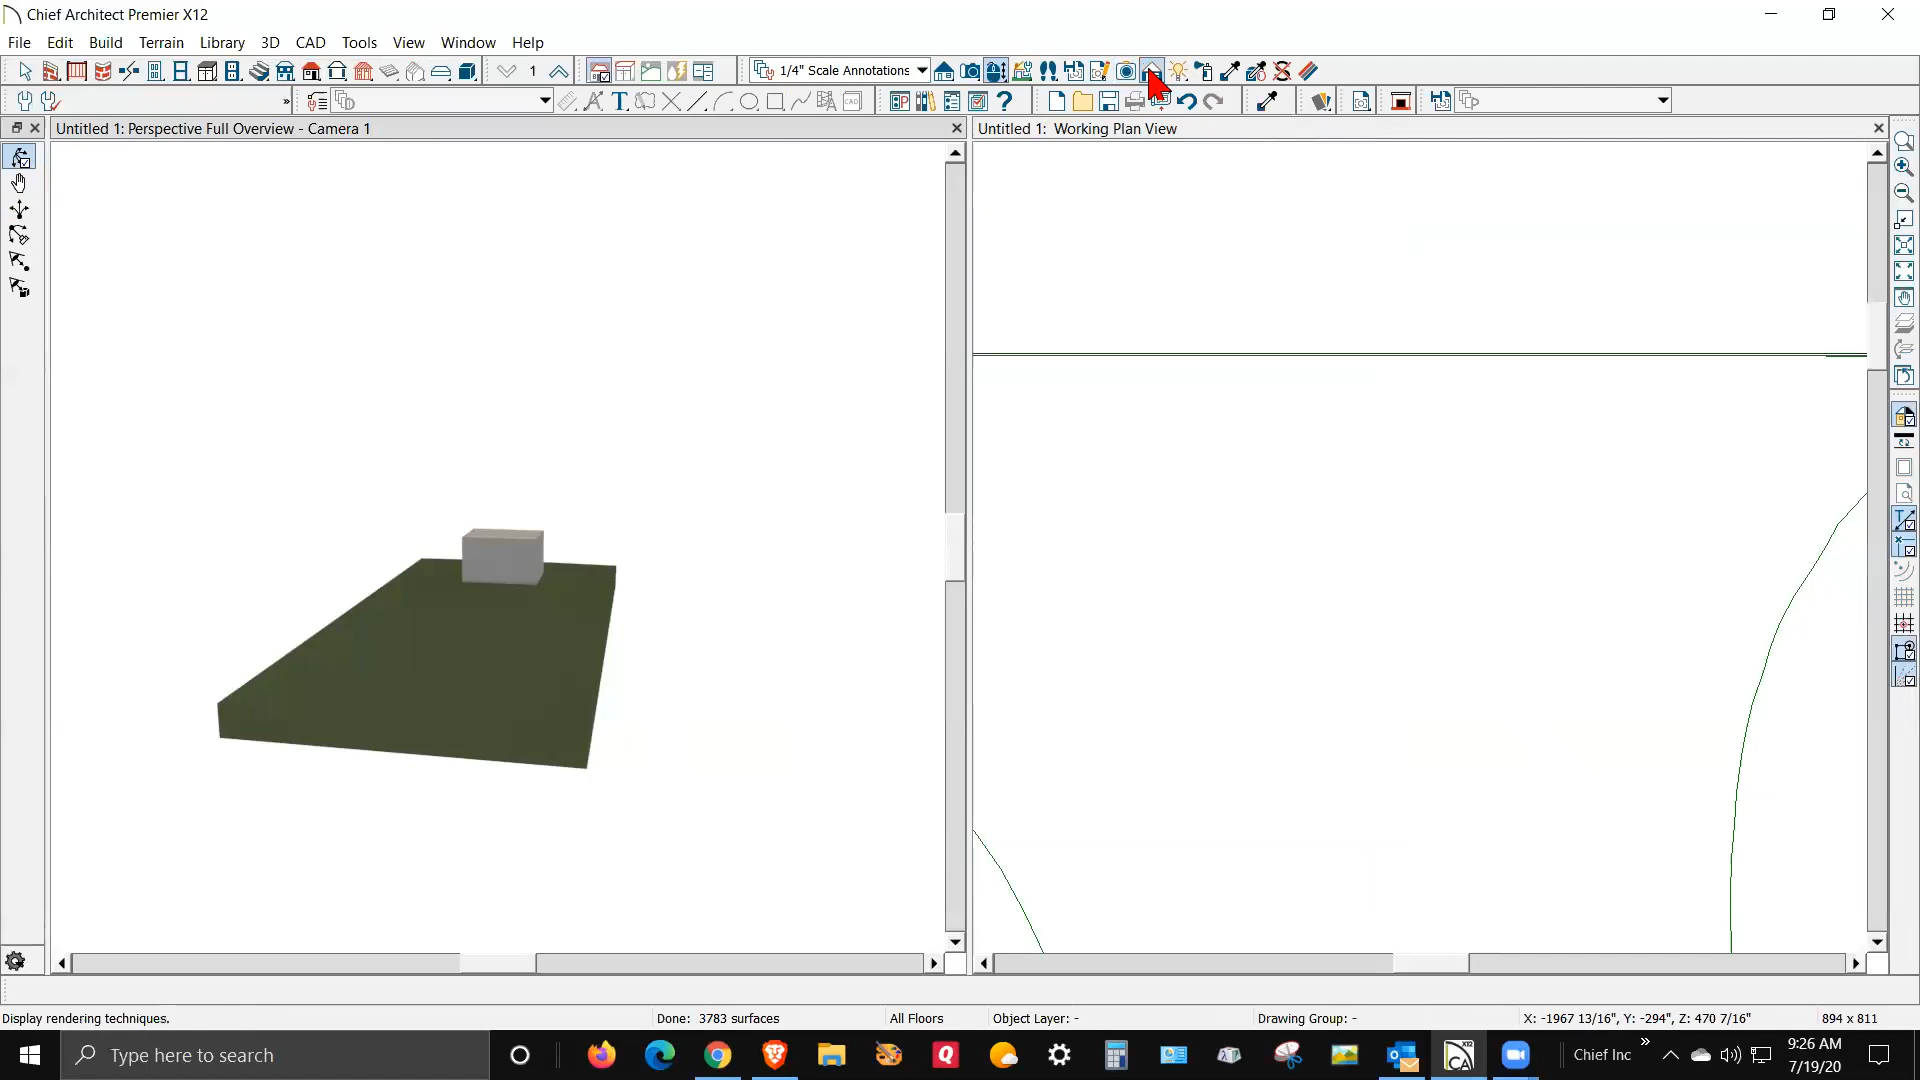 Chief Architect Premier X12
File Edit Build Terrain Library 3D CAD Tools View Window Help
1 1/4" Scale Annotations
Untitled 1: Perspective Full Overview - Camera 1
Untitled 1: Working Plan View
Display rendering techniques.
Done: 3783 surfaces
All Floors
Object Layer: -
Drawing Group: -
X: -1967 13/16", Y: -294", Z: 470 7/16"
894 x 811
Type here to search
Chief Inc
9:26 AM
7/19/20